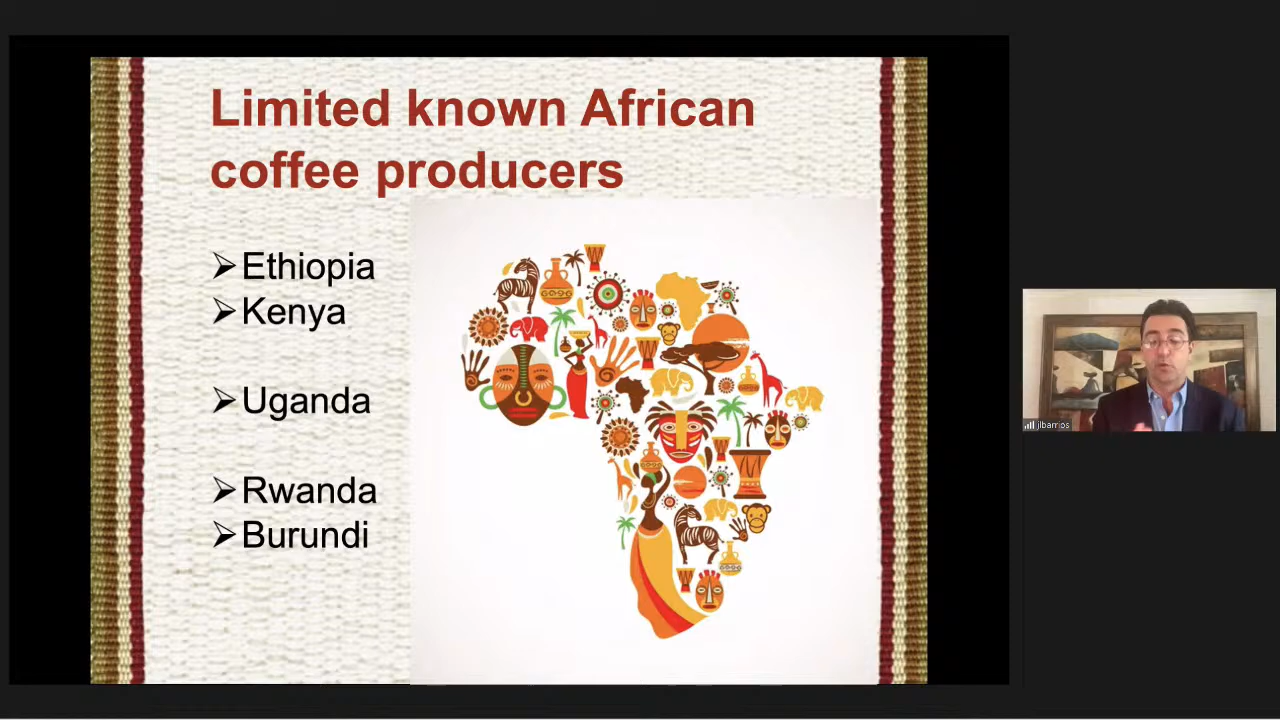 Limited known African
coffee producers
➢Ethiopia
➢Kenya
➢Uganda
➢Rwanda
➢Burundi
jlbarrios